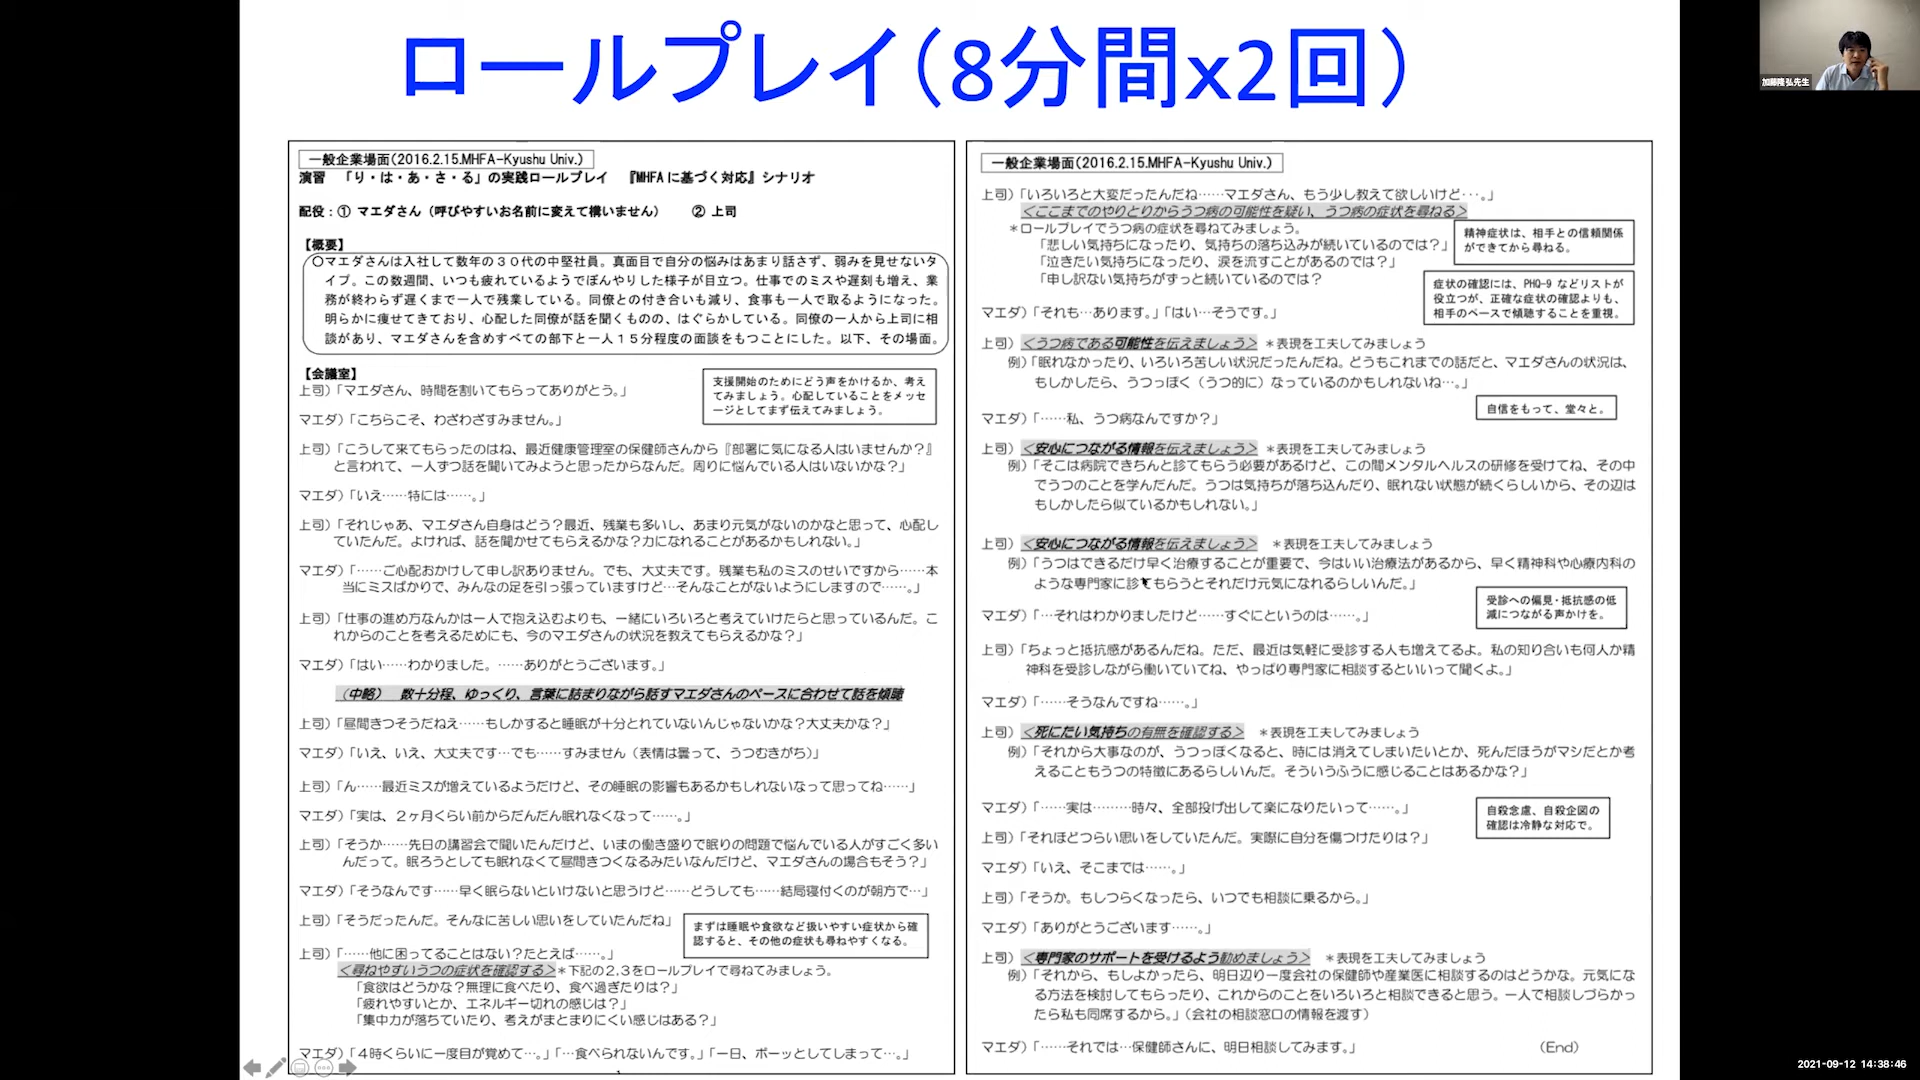 ロールプレイ(8分間x2回)
加藤隆弘先生
一般企業場面(2016.2.15.MHFA-Kyushu Univ.)
演習 「り・は・あ・さ・る」の実践ロールプレイ 『MHFAに基づく対応』シナリオ
配役：① マエダさん（呼びやすいお名前に変えて構いません） ② 上司
【概要】
○マエダさんは入社して数年の３０代の中堅社員。真面目で自分の悩みはあまり話さず、弱みを見せないタ
イプ。この数週間、いつも疲れているようでぼんやりした様子が目立つ。仕事でのミスや遅刻も増え、業
務が終わらず遅くまで一人で残業している。同僚との付き合いも減り、食事も一人で取るようになった。
明らかに痩せてきており、心配した同僚が話を聞くものの、はぐらかしている。同僚の一人から上司に相
談があり、マエダさんを含めすべての部下と一人１５分程度の面談をもつことにした。以下、その場面。
【会議室】
上司）「マエダさん、時間を割いてもらってありがとう。」
支援開始のためにどう声をかけるか、考え
てみましょう。心配していることをメッセ
ージとしてまず伝えてみましょう。
マエダ）「こちらこそ、わざわざすみません。」
上司）「こうして来てもらったのはね、最近健康管理室の保健師さんから『部署に気になる人はいませんか？』
と言われて、一人ずつ話を聞いてみようと思ったからなんだ。周りに悩んでいる人はいないかな？」
マエダ）「いえ……特には……。」
上司）「それじゃあ、マエダさん自身はどう？最近、残業も多いし、あまり元気がないのかなと思って、心配し
ていたんだ。よければ、話を聞かせてもらえるかな？力になれることがあるかもしれない。」
マエダ）「……ご心配おかけして申し訳ありません。でも、大丈夫です。残業も私のミスのせいですから……本
当にミスばかりで、みんなの足を引っ張っていますけど…そんなことがないようにしますので……。」
上司）「仕事の進め方なんかは一人で抱え込むよりも、一緒にいろいろと考えていけたらと思っているんだ。こ
れからのことを考えるためにも、今のマエダさんの状況を教えてもらえるかな？」
マエダ）「はい……わかりました。……ありがとうございます。」
（中略） 数十分程、ゆっくり、言葉に詰まりながら話すマエダさんのペースに合わせて話を傾聴
上司）「昼間きつそうだねえ……もしかすると睡眠が十分とれていないんじゃないかな？大丈夫かな？」
マエダ）「いえ、いえ、大丈夫です…でも……すみません（表情は曇って、うつむきがち）」
上司）「ん……最近ミスが増えているようだけど、その睡眠の影響もあるかもしれないなって思ってね……」
マエダ）「実は、２ヶ月くらい前からだんだん眠れなくなって……。」
上司）「そうか……先日の講習会で聞いたんだけど、いまの働き盛りで眠りの問題で悩んでいる人がすごく多い
んだって。眠ろうとしても眠れなくて昼間きつくなるみたいなんだけど、マエダさんの場合もそう？」
マエダ）「そうなんです……早く眠らないといけないと思うけど……どうしても……結局寝付くのが朝方で…」
上司）「そうだったんだ。そんなに苦しい思いをしていたんだね」
まずは睡眠や食欲など扱いやすい症状から確
認すると、その他の症状も尋ねやすくなる。
上司）「……他に困ってることはない？たとえば……。」
＜尋ねやすいうつの症状を確認する＞＊下記の2,3をロールプレイで尋ねてみましょう。
「食欲はどうかな？無理に食べたり、食べ過ぎたりは？」
「疲れやすいとか、エネルギー切れの感じは？」
「集中力が落ちていたり、考えがまとまりにくい感じはある？」
マエダ）「４時くらいに一度目が覚めて…。」「…食べられないんです。」「一日、ボーッとしてしまって…。」
一般企業場面(2016.2.15.MHFA-Kyushu Univ.)
上司）「いろいろと大変だったんだね……マエダさん、もう少し教えて欲しいけど・・・。」
＜ここまでのやりとりからうつ病の可能性を疑い、うつ病の症状を尋ねる＞
＊ロールプレイでうつ病の症状を尋ねてみましょう。
「悲しい気持ちになったり、気持ちの落ち込みが続いているのでは？」
「泣きたい気持ちになったり、涙を流すことがあるのでは？」
「申し訳ない気持ちがずっと続いているのでは？
精神症状は、相手との信頼関係
ができてから尋ねる。
症状の確認には、PHQ-9 などリストが
役立つが、正確な症状の確認よりも、
相手のペースで傾聴することを重視。
マエダ）「それも…あります。」「はい…そうです。」
上司）＜うつ病である可能性を伝えましょう＞ ＊表現を工夫してみましょう
例）「眠れなかったり、いろいろ苦しい状況だったんだね。どうもこれまでの話だと、マエダさんの状況は、
もしかしたら、うつっぽく（うつ的に）なっているのかもしれないね…。」
マエダ）「……私、うつ病なんですか？」
自信をもって、堂々と。
上司）＜安心につながる情報を伝えましょう＞ ＊表現を工夫してみましょう
例）「そこは病院できちんと診てもらう必要があるけど、この間メンタルヘルスの研修を受けてね、その中
でうつのことを学んだんだ。うつは気持ちが落ち込んだり、眠れない状態が続くらしいから、その辺は
もしかしたら似ているかもしれない。」
上司）＜安心につながる情報を伝えましょう＞ ＊表現を工夫してみましょう
例）「うつはできるだけ早く治療することが重要で、今はいい治療法があるから、早く精神科や心療内科の
ような専門家に診てもらうとそれだけ元気になれるらしいんだ。」
マエダ）「…それはわかりましたけど……すぐにというのは……。」
受診への偏見・抵抗感の低
減につながる声かけを。
上司）「ちょっと抵抗感があるんだね。ただ、最近は気軽に受診する人も増えてるよ。私の知り合いも何人か精
神科を受診しながら働いていてね、やっぱり専門家に相談するといいって聞くよ。」
マエダ）「……そうなんですね……。」
上司）＜死にたい気持ちの有無を確認する＞ ＊表現を工夫してみましょう
例）「それから大事なのが、うつっぽくなると、時には消えてしまいたいとか、死んだほうがマシだとか考
えることもうつの特徴にあるらしいんだ。そういうふうに感じることはあるかな？」
マエダ）「……実は………時々、全部投げ出して楽になりたいって……。」
自殺念慮、自殺企図の
確認は冷静な対応で。
上司）「それほどつらい思いをしていたんだ。実際に自分を傷つけたりは？」
マエダ）「いえ、そこまでは……。」
上司）「そうか。もしつらくなったら、いつでも相談に乗るから。」
マエダ）「ありがとうございます……。」
上司）＜専門家のサポートを受けるよう勧めましょう＞ ＊表現を工夫してみましょう
例）「それから、もしよかったら、明日辺り一度会社の保健師や産業医に相談するのはどうかな。元気にな
る方法を検討してもらったり、これからのことをいろいろと相談できると思う。一人で相談しづらかっ
たら私も同席するから。」（会社の相談窓口の情報を渡す）
マエダ）「……それでは…保健師さんに、明日相談してみます。」 （End）
2021-09-12 14:38:46